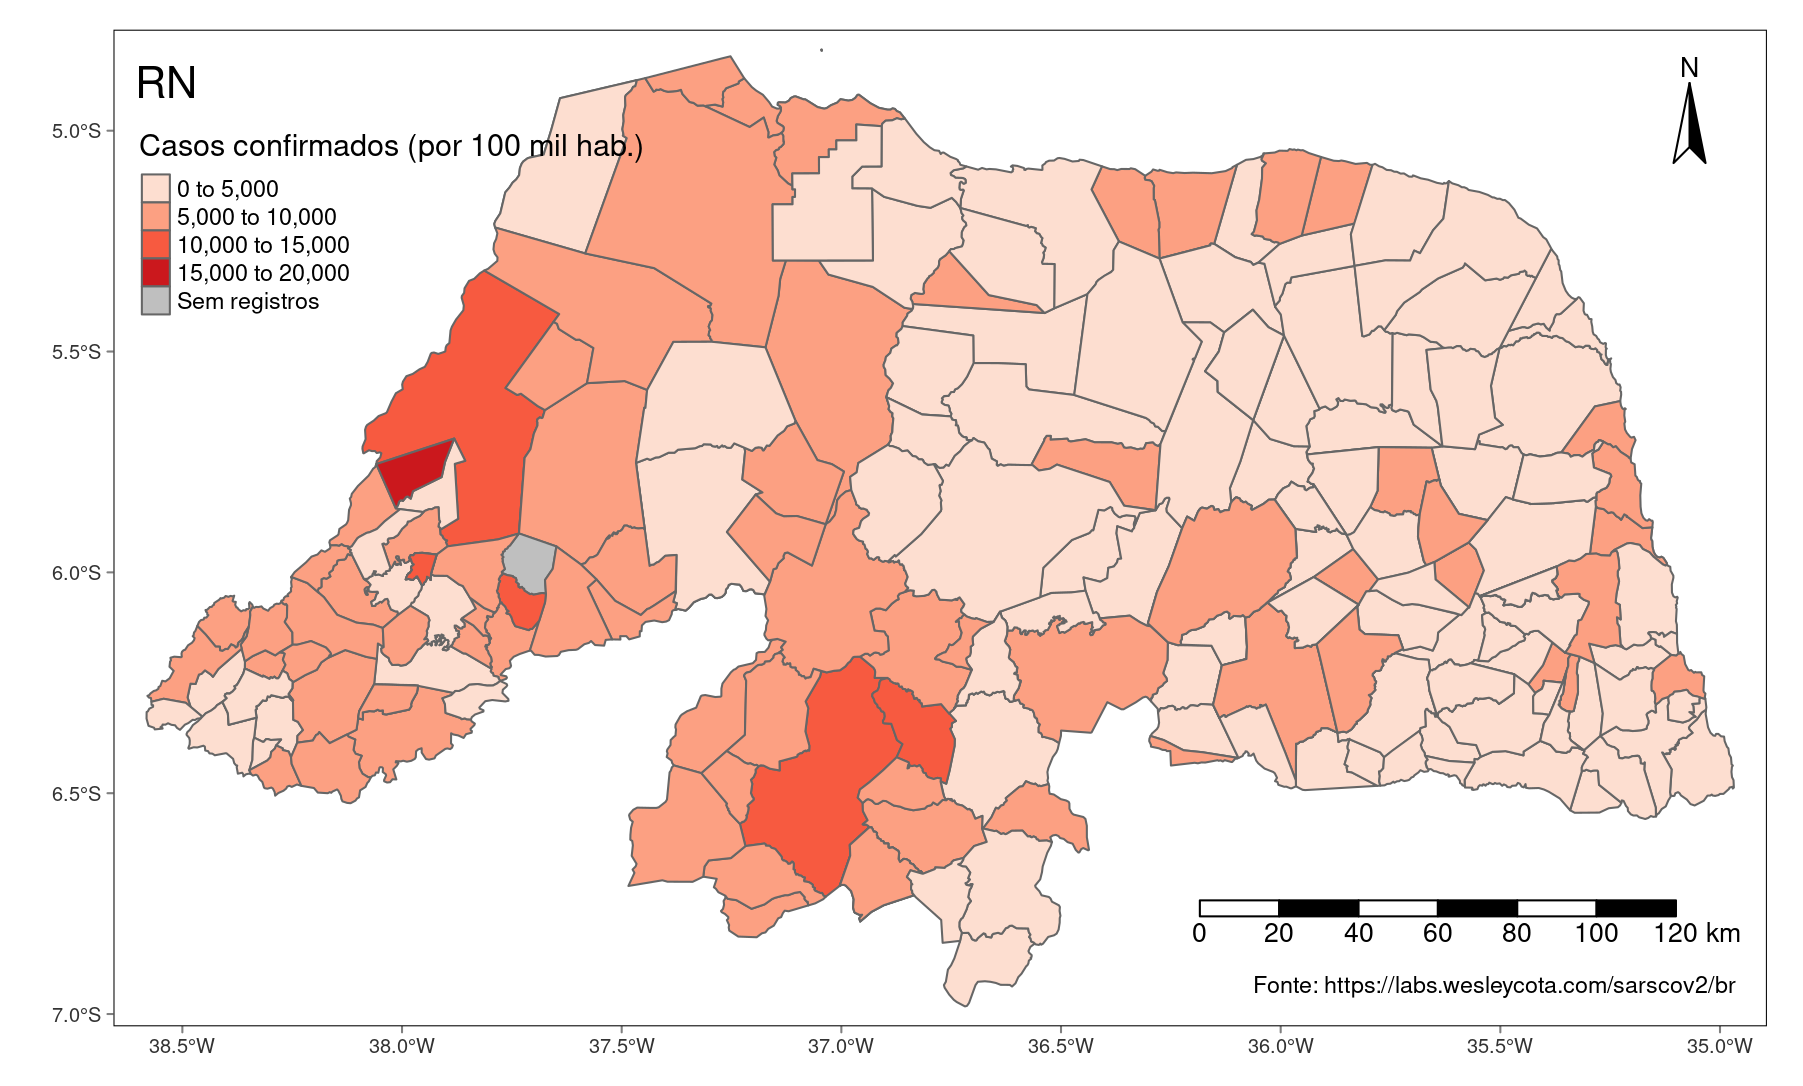 RN
N
Casos confirmados (por 100 mil hab.)
0 to 5,000
5,000 to 10,000
10,000 to 15,000
15,000 to 20,000
Sem registros
5.0°S
5.5°S
6.0°S
6.5°S
7.0°S
0 20 40 60 80 100 120 km
Fonte: https://labs.wesleycota.com/sarscov2/br
38.5°W 38.0°W 37.5°W 37.0°W 36.5°W 36.0°W 35.5°W 35.0°W